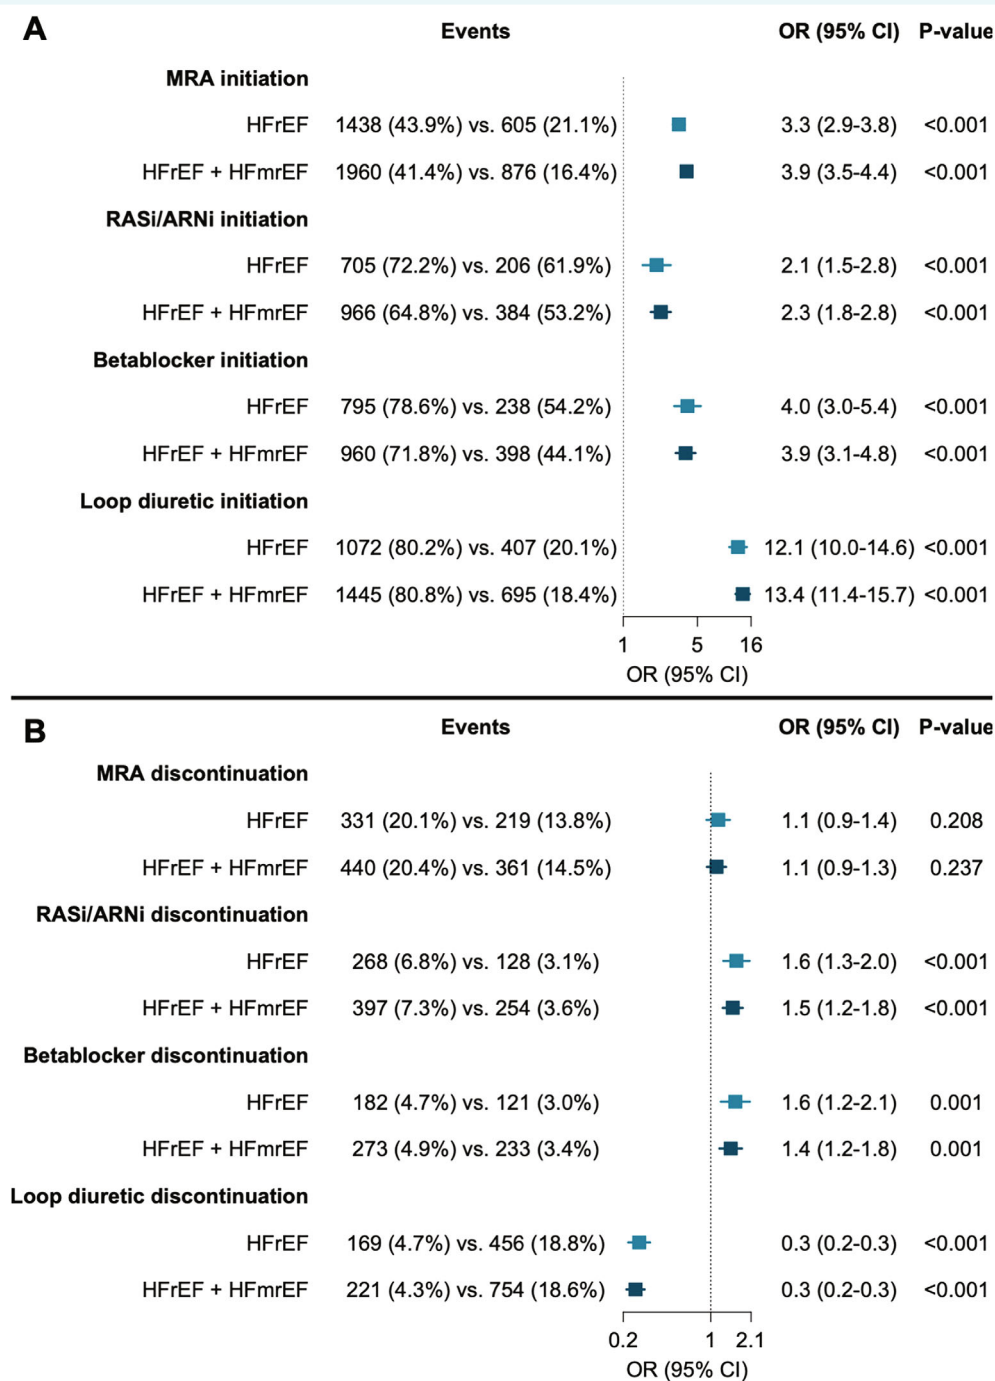 A Events OR (95% CI) P-value
MRA initiation
HFrEF 1438 (43.9%) vs. 605 (21.1%) 3.3 (2.9-3.8) <0.001
HFrEF + HFmrEF 1960 (41.4%) vs. 876 (16.4%) 3.9 (3.5-4.4) <0.001
RASi/ARNi initiation
HFrEF 705 (72.2%) vs. 206 (61.9%) 2.1 (1.5-2.8) <0.001
HFrEF + HFmrEF 966 (64.8%) vs. 384 (53.2%) 2.3 (1.8-2.8) <0.001
Betablocker initiation
HFrEF 795 (78.6%) vs. 238 (54.2%) 4.0 (3.0-5.4) <0.001
HFrEF + HFmrEF 960 (71.8%) vs. 398 (44.1%) 3.9 (3.1-4.8) <0.001
Loop diuretic initiation
HFrEF 1072 (80.2%) vs. 407 (20.1%) 12.1 (10.0-14.6) <0.001
HFrEF + HFmrEF 1445 (80.8%) vs. 695 (18.4%) 13.4 (11.4-15.7) <0.001
1 5 16
OR (95% CI)
B Events OR (95% CI) P-value
MRA discontinuation
HFrEF 331 (20.1%) vs. 219 (13.8%) 1.1 (0.9-1.4) 0.208
HFrEF + HFmrEF 440 (20.4%) vs. 361 (14.5%) 1.1 (0.9-1.3) 0.237
RASi/ARNi discontinuation
HFrEF 268 (6.8%) vs. 128 (3.1%) 1.6 (1.3-2.0) <0.001
HFrEF + HFmrEF 397 (7.3%) vs. 254 (3.6%) 1.5 (1.2-1.8) <0.001
Betablocker discontinuation
HFrEF 182 (4.7%) vs. 121 (3.0%) 1.6 (1.2-2.1) 0.001
HFrEF + HFmrEF 273 (4.9%) vs. 233 (3.4%) 1.4 (1.2-1.8) 0.001
Loop diuretic discontinuation
HFrEF 169 (4.7%) vs. 456 (18.8%) 0.3 (0.2-0.3) <0.001
HFrEF + HFmrEF 221 (4.3%) vs. 754 (18.6%) 0.3 (0.2-0.3) <0.001
0.2 1 2.1
OR (95% CI)